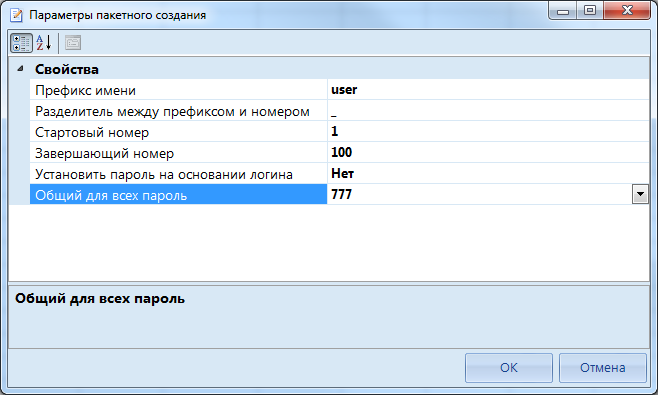 Параметры пакетного создания
Свойства
Префикс имени user
Разделитель между префиксом и номером _
Стартовый номер 1
Завершающий номер 100
Установить пароль на основании логина Нет
Общий для всех пароль 777
Общий для всех пароль
OK Отмена